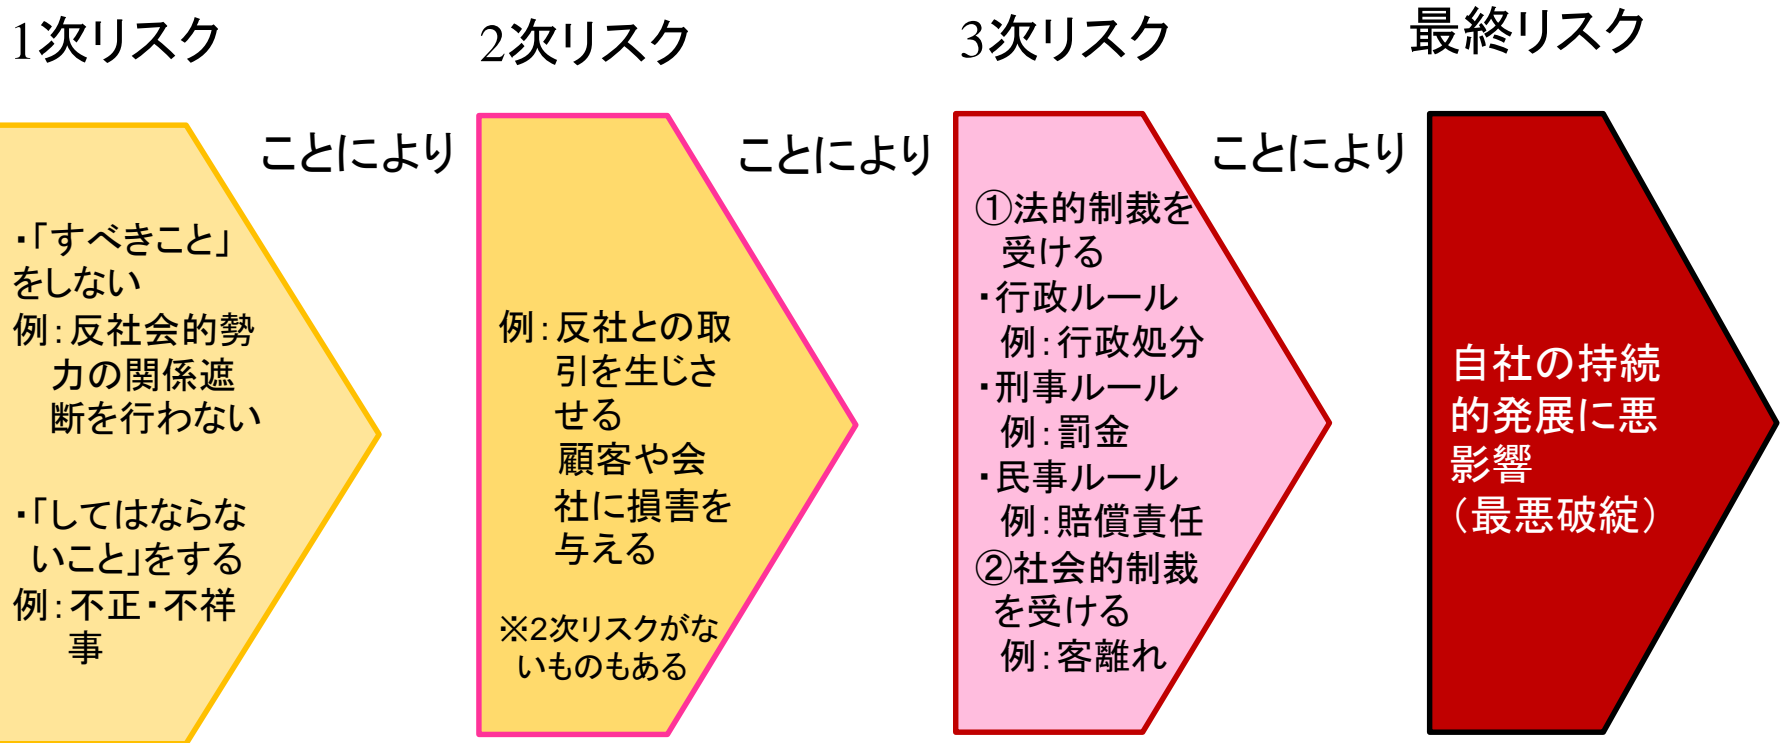 1次リスク
・「すべきこと」
をしない
例：反社会的勢
力の関係遮
断を行わない
・「してはならな
いこと」をする
例：不正・不祥
事
ことにより
2次リスク
例：反社との取
引を生じさ
せる
顧客や会
社に損害を
与える
※2次リスクがな
いものもある
ことにより
3次リスク
①法的制裁を
受ける
・行政ルール
例：行政処分
・刑事ルール
例：罰金
・民事ルール
例：賠償責任
②社会的制裁
を受ける
例：客離れ
ことにより
最終リスク
自社の持続
的発展に悪
影響
（最悪破綻）